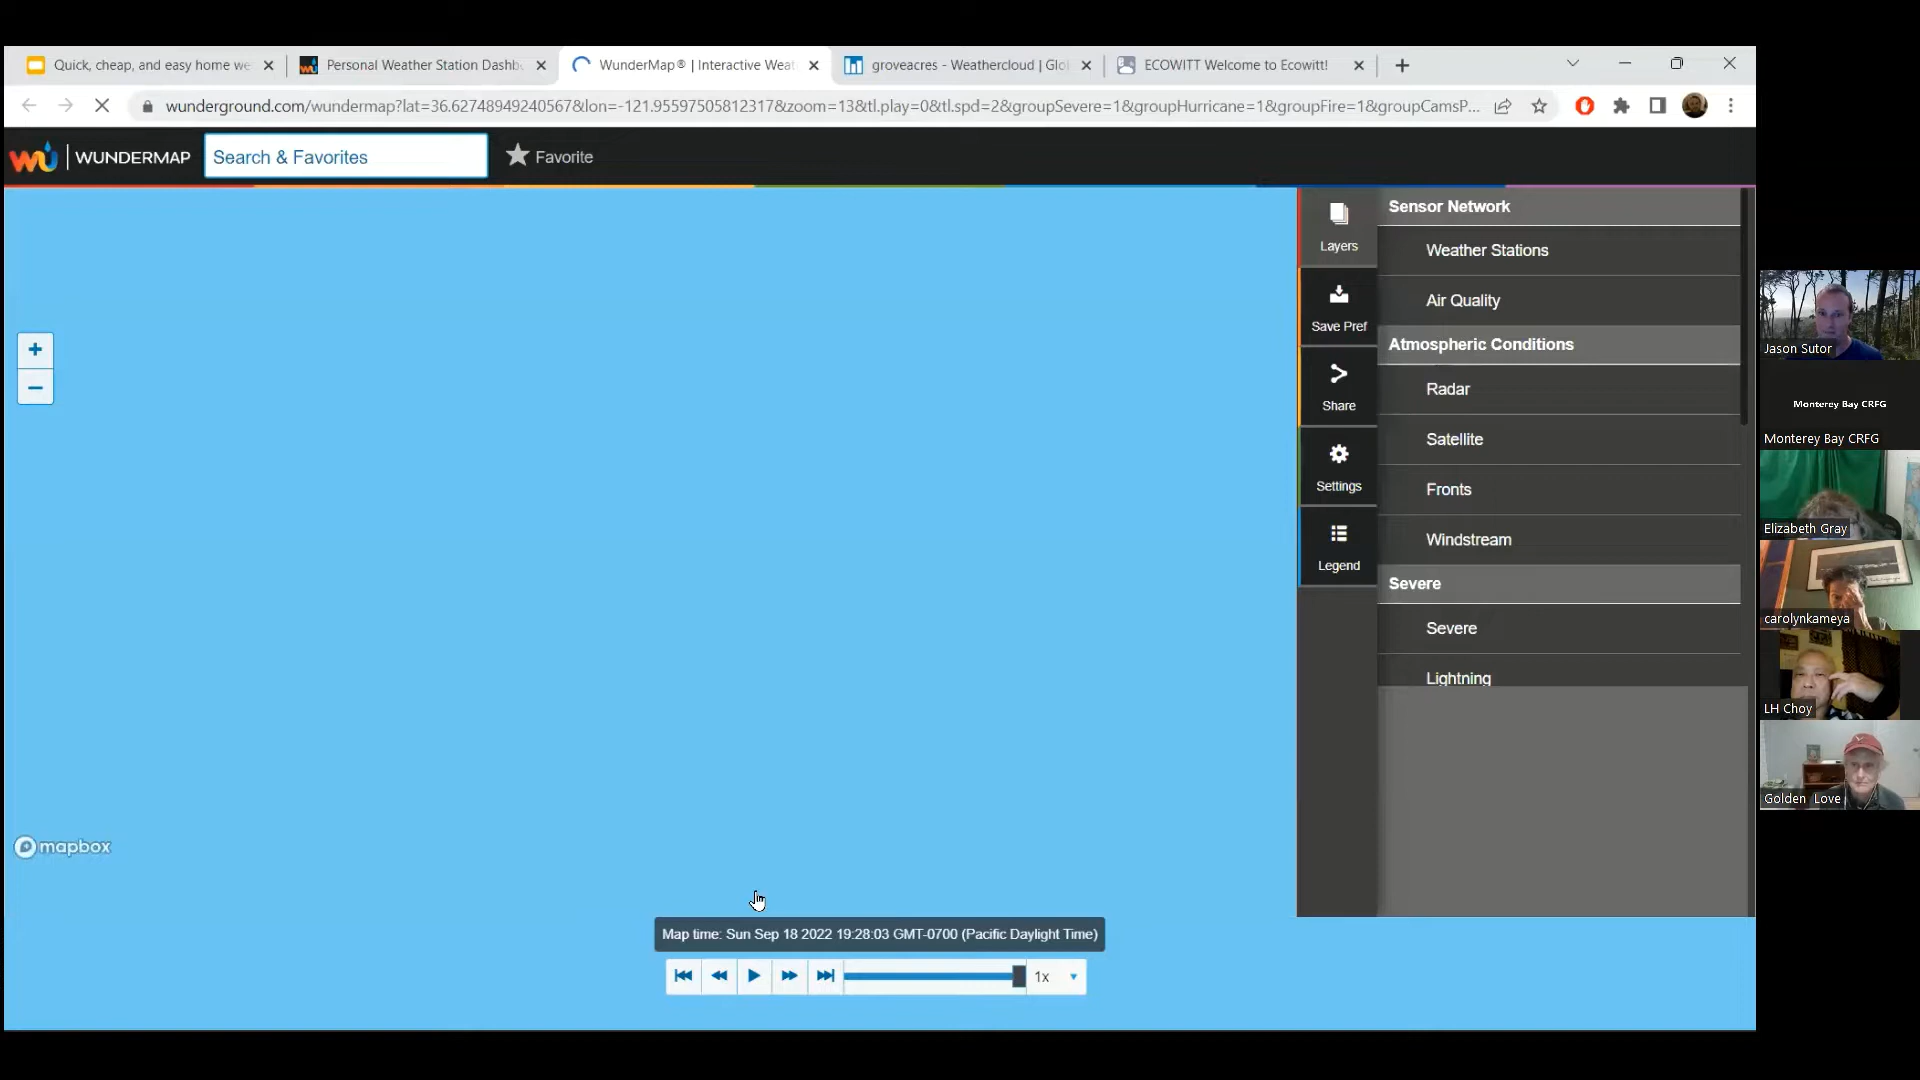 Quick, cheap, and easy home we
Personal Weather Station Dashb
WunderMap® | Interactive Weat
groveacres - Weathercloud | Glo
ECOWITT Welcome to Ecowitt!
wunderground.com/wundermap?lat=36.62748949240567&lon=-121.95597505812317&zoom=13&tl.play=0&tl.spd=2&groupSevere=1&groupHurricane=1&groupFire=1&groupCamsP...
WUNDERMAP
Search & Favorites
Favorite
Layers
Save Pref
Share
Settings
Legend
Sensor Network
Weather Stations
Air Quality
Atmospheric Conditions
Radar
Satellite
Fronts
Windstream
Severe
Severe
Lightning
mapbox
Map time: Sun Sep 18 2022 19:28:03 GMT-0700 (Pacific Daylight Time)
1x
Jason Sutor
Monterey Bay CRFG
Monterey Bay CRFG
Elizabeth Gray
carolynkameya
LH Choy
Golden Love